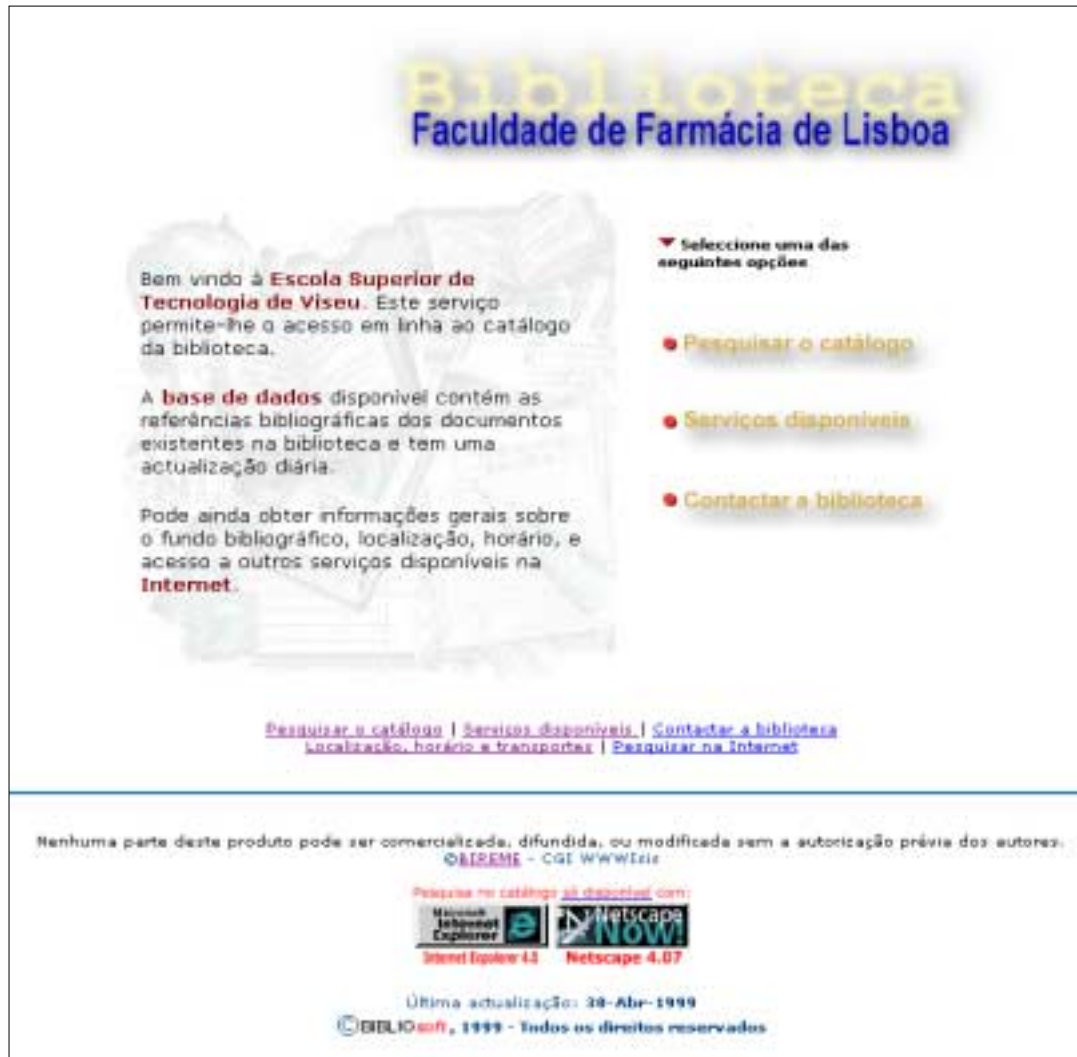 Biblioteca
Faculdade de Farmácia de Lisboa
Bem vindo à Escola Superior de
Tecnologia de Viseu. Este serviço
permite-lhe o acesso em linha ao catálogo
da biblioteca.
A base de dados disponível contém as
referências bibliográficas dos documentos
existentes na biblioteca e tem uma
actualização diária.
Pode ainda obter informações gerais sobre
o fundo bibliográfico, localização, horário, e
acesso a outros serviços disponíveis na
Internet.
Seleccione uma das
seguintes opções
Pesquisar o catálogo
Serviços disponíveis
Contactar a biblioteca
Pesquisar o catálogo | Serviços disponíveis | Contactar a biblioteca
Localização, horário e transportes | Pesquisar na Internet
Nenhuma parte deste produto pode ser comercializada, difundida, ou modificada sem a autorização prévia dos autores.
©BIREME - CGI WWWIsis
Pesquisa no catálogo só disponível com:
Microsoft
Internet
Explorer
Netscape
NOW!
Internet Explorer 4.0
Netscape 4.07
Última actualização: 30-Abr-1999
©BIBLIOsoft, 1999 - Todos os direitos reservados